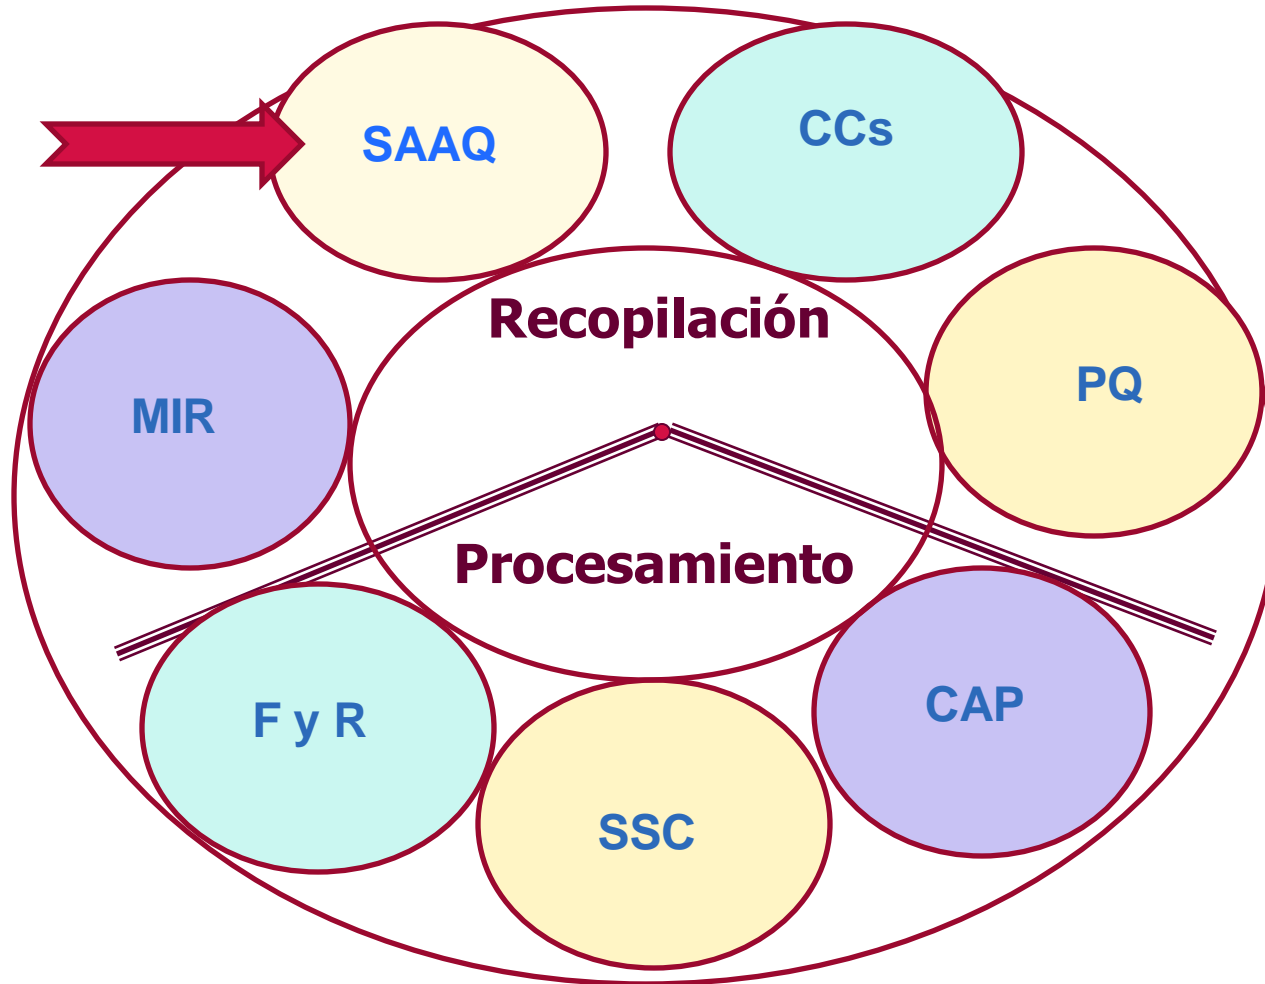 SAAQ
CCs
Recopilación
PQ
MIR
Procesamiento
CAP
F y R
SSC